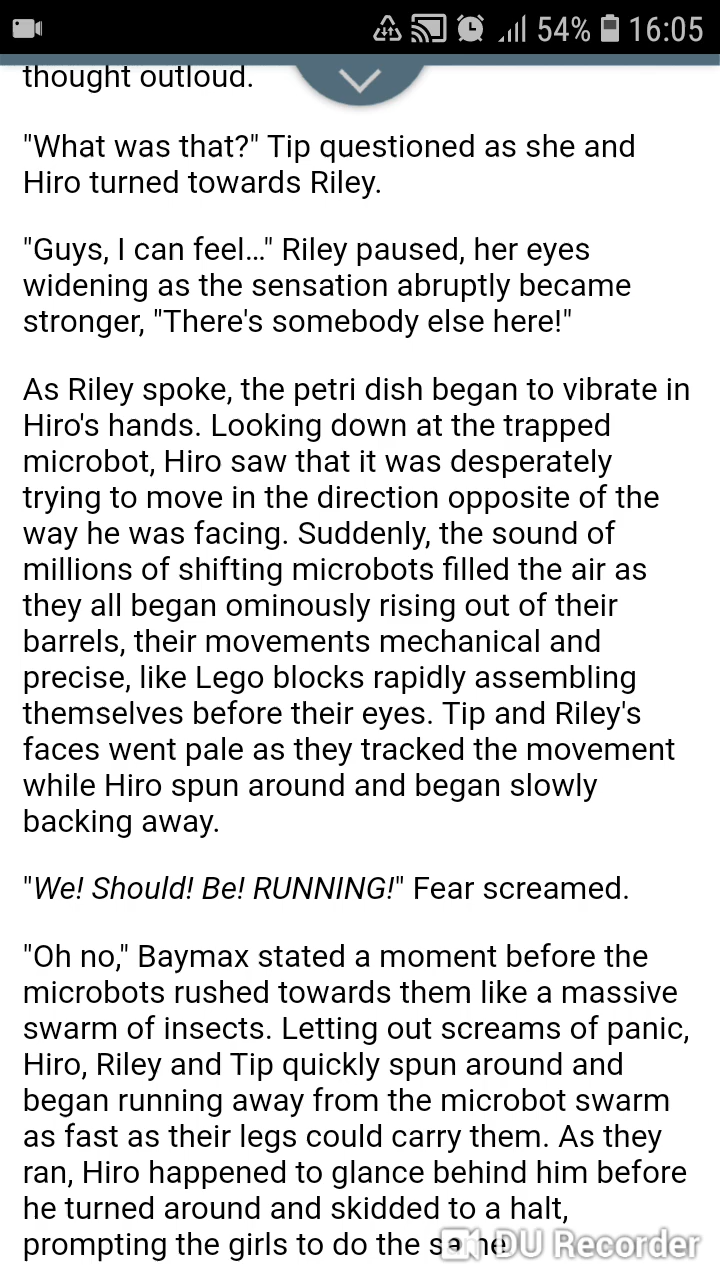 54% 16:05
thought outloud.
"What was that?" Tip questioned as she and
Hiro turned towards Riley.
"Guys, I can feel…" Riley paused, her eyes
widening as the sensation abruptly became
stronger, "There's somebody else here!"
As Riley spoke, the petri dish began to vibrate in
Hiro's hands. Looking down at the trapped
microbot, Hiro saw that it was desperately
trying to move in the direction opposite of the
way he was facing. Suddenly, the sound of
millions of shifting microbots filled the air as
they all began ominously rising out of their
barrels, their movements mechanical and
precise, like Lego blocks rapidly assembling
themselves before their eyes. Tip and Riley's
faces went pale as they tracked the movement
while Hiro spun around and began slowly
backing away.
"We! Should! Be! RUNNING!" Fear screamed.
"Oh no," Baymax stated a moment before the
microbots rushed towards them like a massive
swarm of insects. Letting out screams of panic,
Hiro, Riley and Tip quickly spun around and
began running away from the microbot swarm
as fast as their legs could carry them. As they
ran, Hiro happened to glance behind him before
he turned around and skidded to a halt,
prompting the girls to do the same
DU Recorder